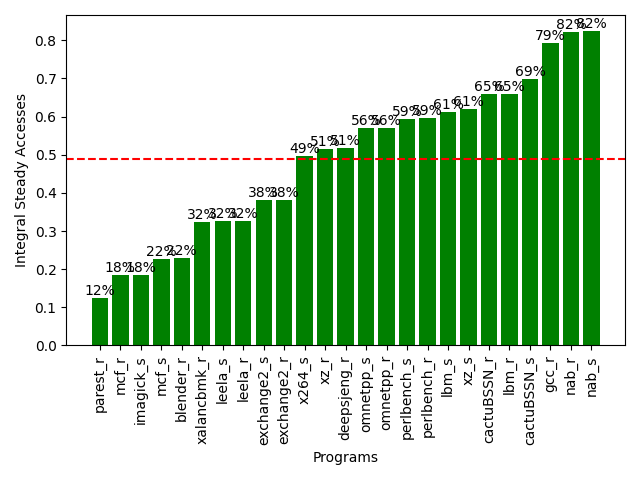 Integral Steady Accesses
0.8
0.7
0.6
0.5
0.4
0.3
0.2
0.1
0.0
12%
18%
18%
22%
22%
32%
32%
32%
38%
38%
49%
51%
51%
56%
56%
59%
59%
61%
61%
65%
65%
69%
79%
82%
82%
parest_r
mcf_r
imagick_s
mcf_s
blender_r
xalancbmk_r
leela_s
leela_r
exchange2_s
exchange2_r
x264_s
xz_r
deepsjeng_r
omnetpp_s
omnetpp_r
perlbench_s
perlbench_r
lbm_s
xz_s
cactuBSSN_r
lbm_r
cactuBSSN_s
gcc_r
nab_r
nab_s
Programs